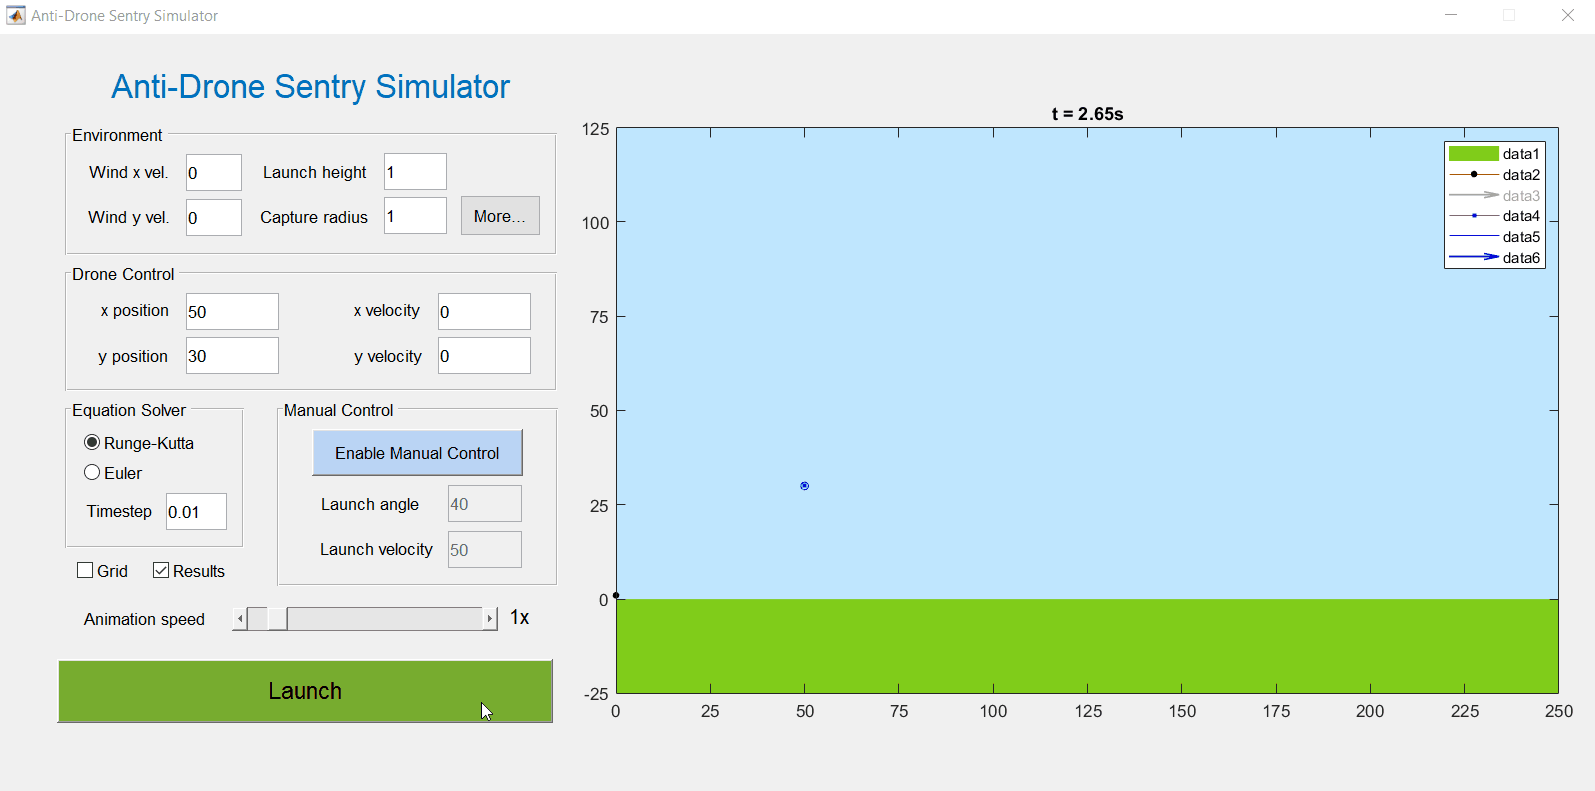 Anti-Drone Sentry Simulator
Anti-Drone Sentry Simulator
Environment
Wind x vel. 0 Launch height 1
Wind y vel. 0 Capture radius 1 More...
Drone Control
x position 50 x velocity 0
y position 30 y velocity 0
Equation Solver
Runge-Kutta
Euler
Timestep 0.01
Manual Control
Enable Manual Control
Launch angle 40
Launch velocity 50
Grid Results
Animation speed 1x
Launch
t = 2.65s
125
100
75
50
25
0
-25
0 25 50 75 100 125 150 175 200 225 250
data1
data2
data3
data4
data5
data6